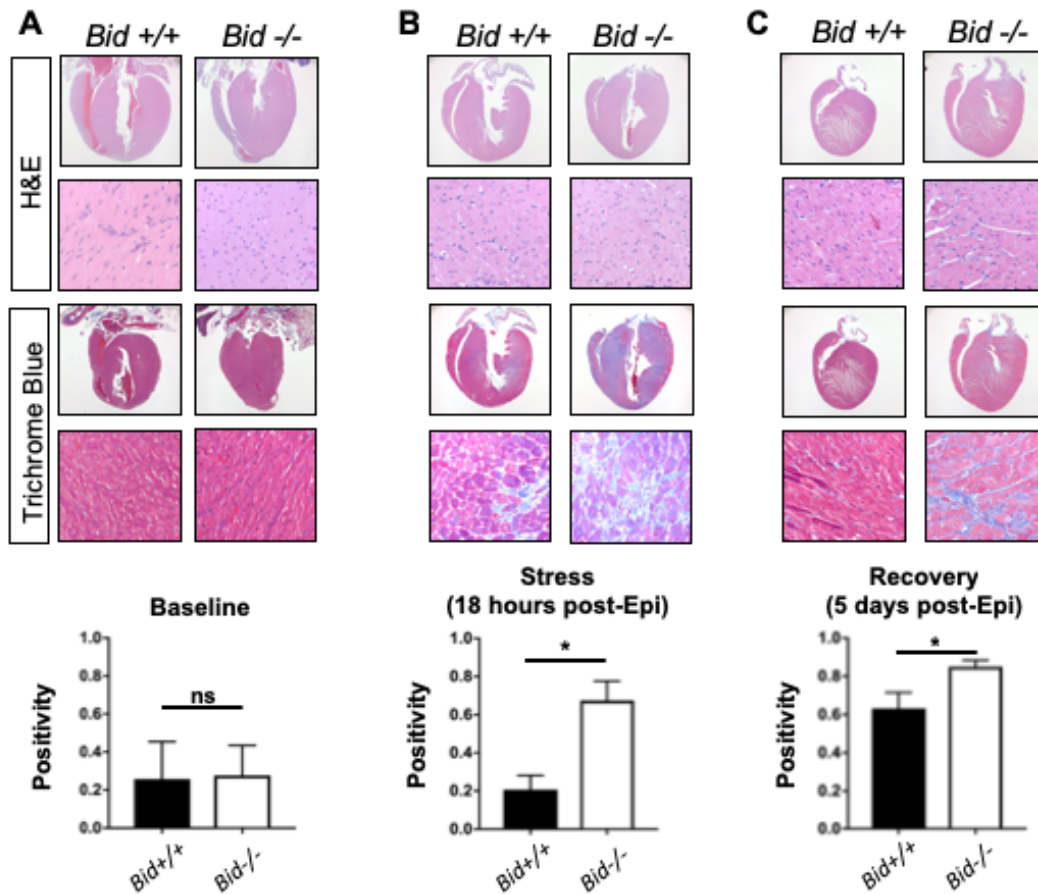 A
Bid +/+ Bid -/-
B
Bid +/+ Bid -/-
C
Bid +/+ Bid -/-
H&E
Trichrome Blue
Baseline
Positivity
1.0
0.8
0.6
0.4
0.2
0.0
ns
Bid+/+
Bid-/-
Stress
(18 hours post-Epi)
Positivity
1.0
0.8
0.6
0.4
0.2
0.0
*
Bid+/+
Bid-/-
Recovery
(5 days post-Epi)
Positivity
1.0
0.8
0.6
0.4
0.2
0.0
*
Bid+/+
Bid-/-